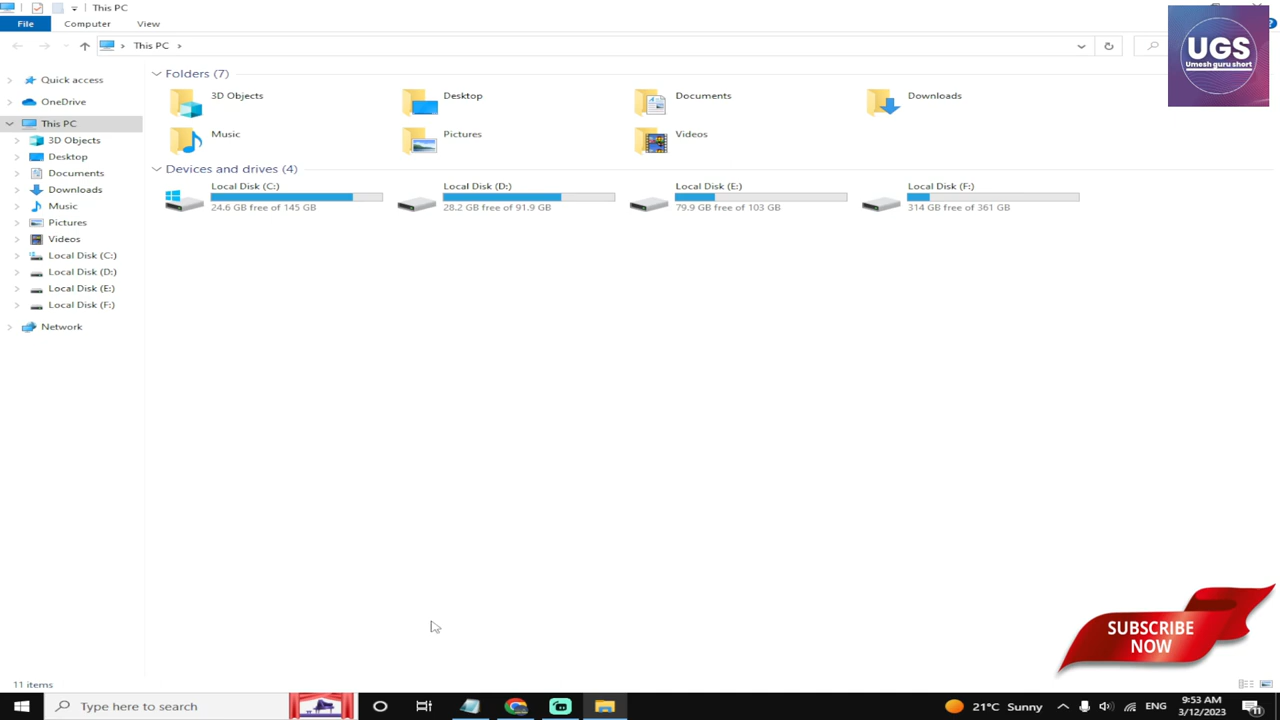 This PC
File Computer View
This PC
Quick access
OneDrive
This PC
3D Objects
Desktop
Documents
Downloads
Music
Pictures
Videos
Local Disk (C:)
Local Disk (D:)
Local Disk (E:)
Local Disk (F:)
Network
Folders (7)
3D Objects
Desktop
Documents
Downloads
Music
Pictures
Videos
Devices and drives (4)
Local Disk (C:)
24.6 GB free of 145 GB
Local Disk (D:)
28.2 GB free of 91.9 GB
Local Disk (E:)
79.9 GB free of 103 GB
Local Disk (F:)
314 GB free of 361 GB
UGS
Umesh guru short
SUBSCRIBE
NOW
11 items
Type here to search
21°C Sunny
ENG
9:53 AM
3/12/2023
11